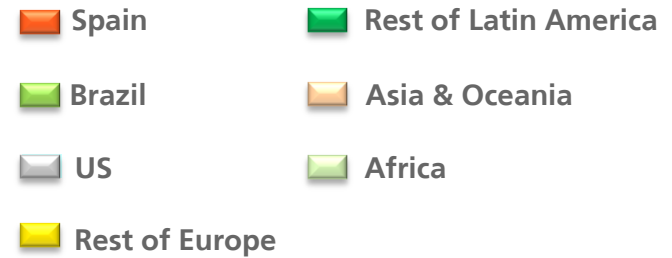 Spain
Rest of Latin America
Brazil
Asia & Oceania
US
Africa
Rest of Europe